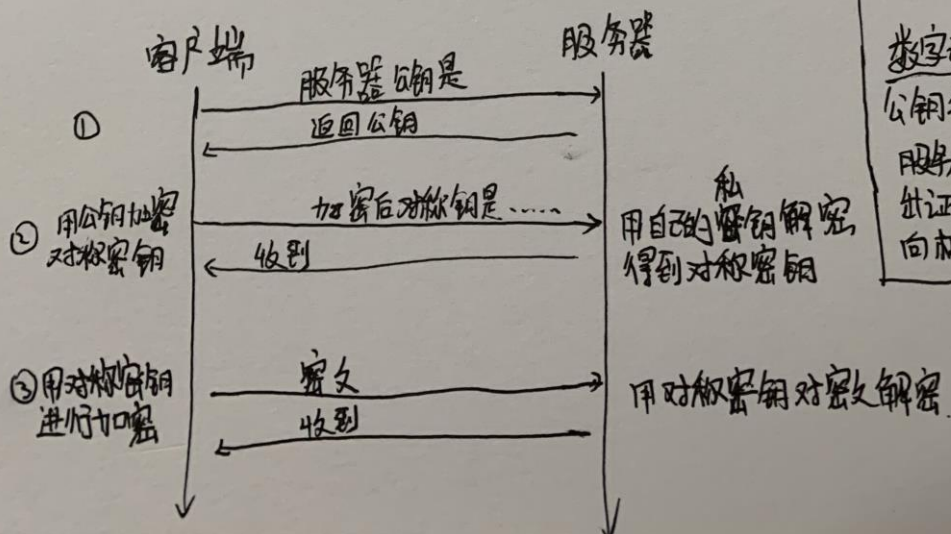 客户端
服务器
服务器公钥是
①
返回公钥
② 用公钥加密
对称密钥
加密后对称钥是……
收到
用自己的私钥解密
得到对称密钥
③用对称密钥
进行加密
密文
收到
用对称密钥对密文解密
数字
公钥
服务
出证
向